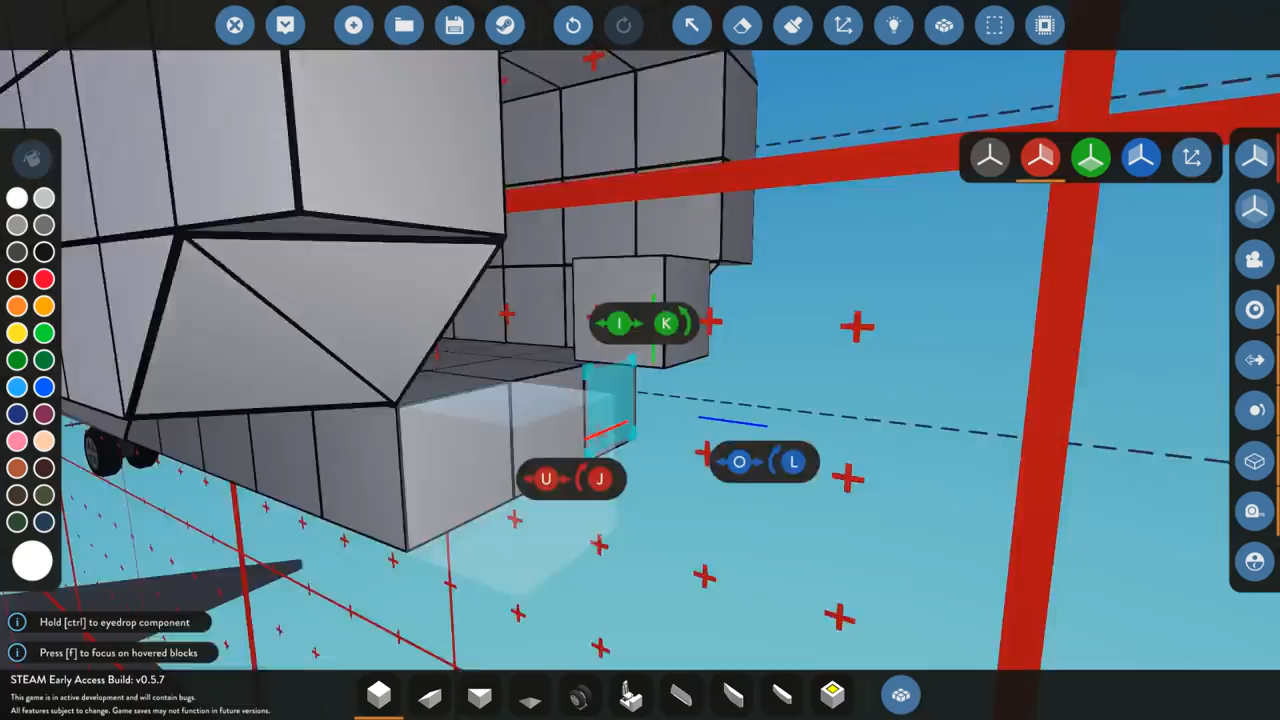 I K
U J
O L
Hold [ctrl] to eyedrop component
Press [f] to focus on hovered blocks
STEAM Early Access Build: v0.5.7
This game is in active development and will contain bugs.
All features subject to change. Game saves may not function in future versions.